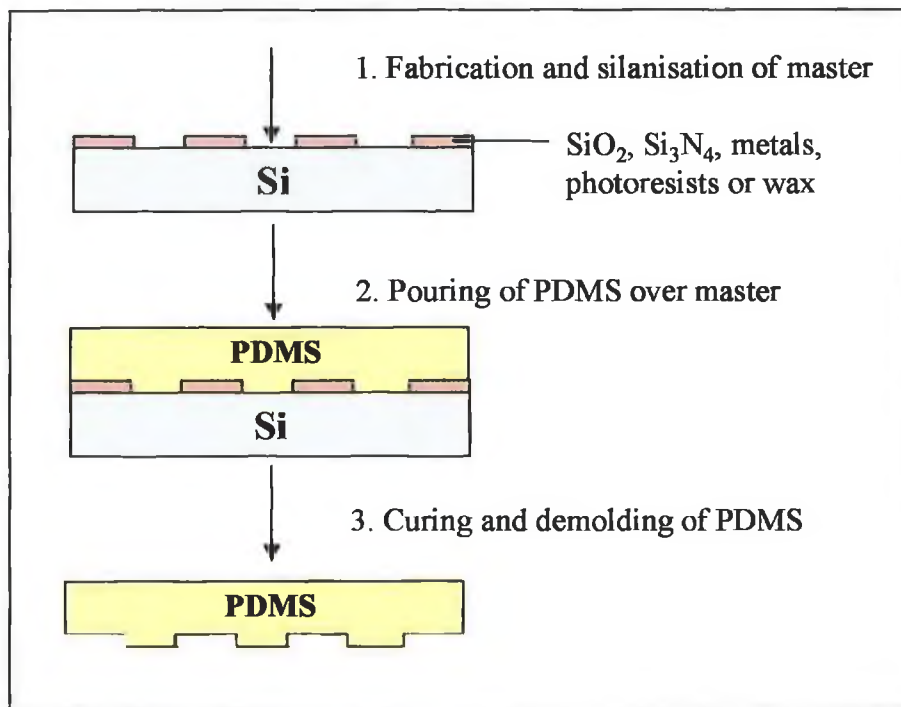 1. Fabrication and silanisation of master
SiO₂, Si₃N₄, metals,
photoresists or wax
Si
2. Pouring of PDMS over master
PDMS
Si
3. Curing and demolding of PDMS
PDMS